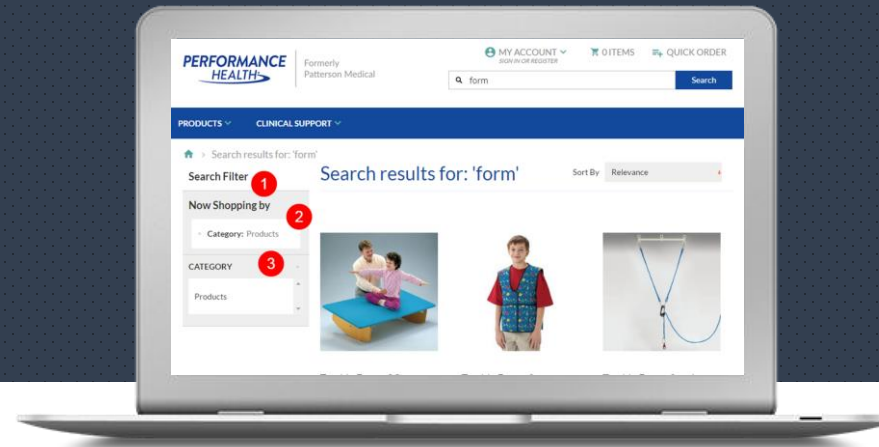 PERFORMANCE
HEALTH
Formerly
Patterson Medical
MY ACCOUNT
SIGN IN OR REGISTER
0 ITEMS
QUICK ORDER
form
Search
PRODUCTS
CLINICAL SUPPORT
> Search results for: 'form'
Search Filter
1
Search results for: 'form'
Sort By
Relevance
Now Shopping by
2
Category: Products
CATEGORY
3
Products